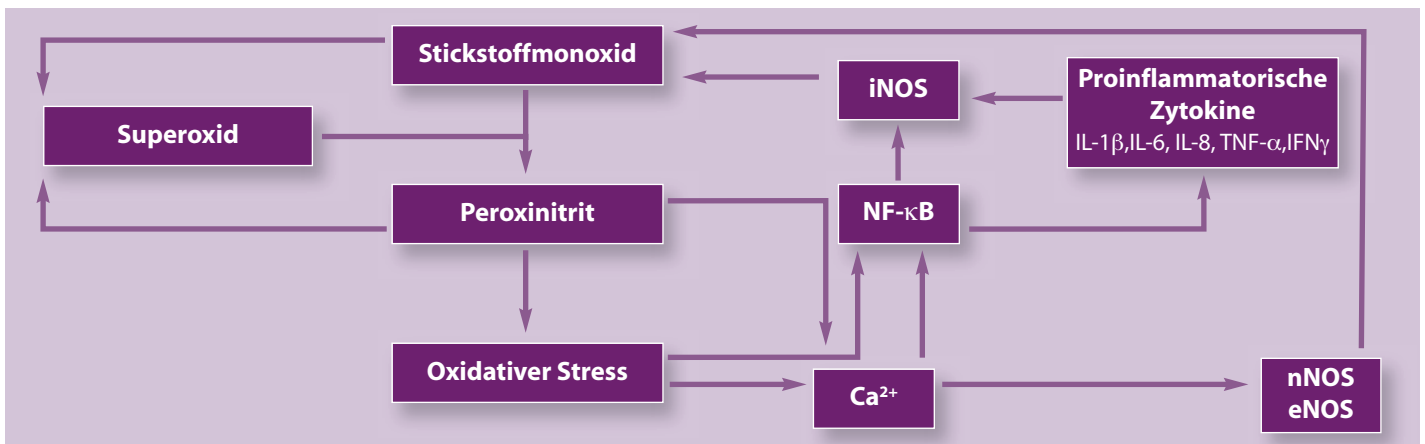 Stickstoffmonoxid
iNOS
Proinflammatorische
Zytokine
IL-1β,IL-6, IL-8, TNF-α,IFNγ
Superoxid
Peroxinitrit
NF-κB
Oxidativer Stress
Ca²⁺
nNOS
eNOS